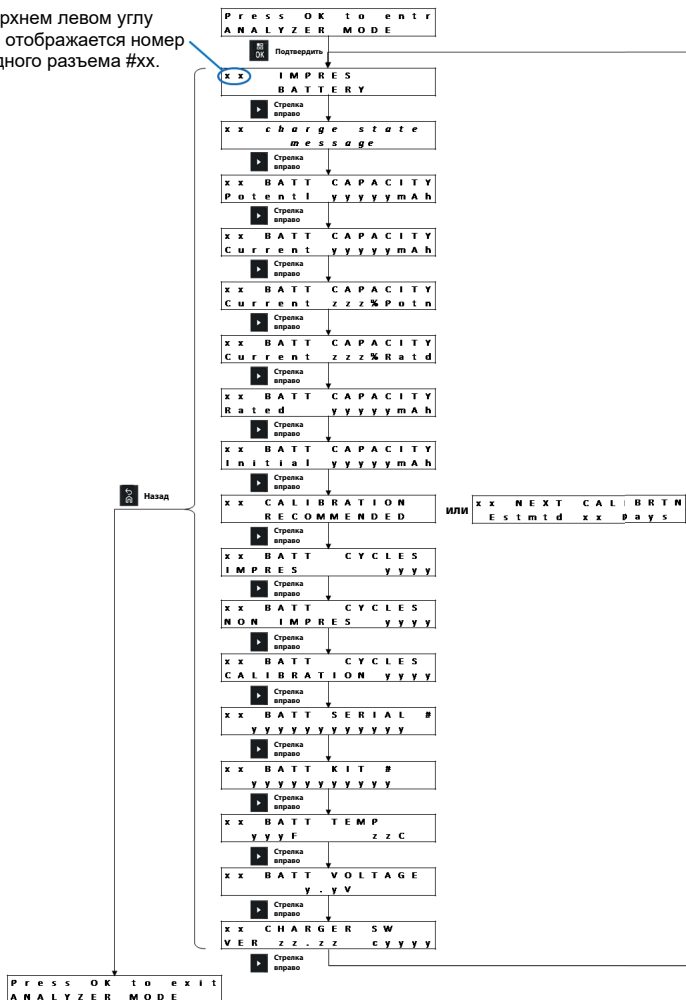 рхнем левом углу
отображается номер
дного разъема #xx.
Press OK to entr
ANALYZER MODE
OK Подтвердить
xx IMPRES
BATTERY
Стрелка
вправо
xx charge state
message
Стрелка
вправо
xx BATT CAPACITY
Potentl yyyyymAh
Стрелка
вправо
xx BATT CAPACITY
Current yyyyymAh
Стрелка
вправо
xx BATT CAPACITY
Current zzz%Potn
Стрелка
вправо
xx BATT CAPACITY
Current zzz%Ratd
Стрелка
вправо
xx BATT CAPACITY
Rated yyyyymAh
Стрелка
вправо
xx BATT CAPACITY
Initial yyyyymAh
Стрелка
вправо
Назад
xx CALIBRATION
RECOMMENDED
или
xx NEXT CALIBRTN
Estmtd xx Days
Стрелка
вправо
xx BATT CYCLES
IMPRES yyyy
Стрелка
вправо
xx BATT CYCLES
NON IMPRES yyyy
Стрелка
вправо
xx BATT CYCLES
CALIBRATION yyyy
Стрелка
вправо
xx BATT SERIAL #
yyyyyyyyyyyy
Стрелка
вправо
xx BATT KIT #
yyyyyyyyyy
Стрелка
вправо
xx BATT TEMP
yyyF zzC
Стрелка
вправо
xx BATT VOLTAGE
y.yV
Стрелка
вправо
xx CHARGER SW
VER zz.zz cyyyy
Стрелка
вправо
Press OK to exit
ANALYZER MODE